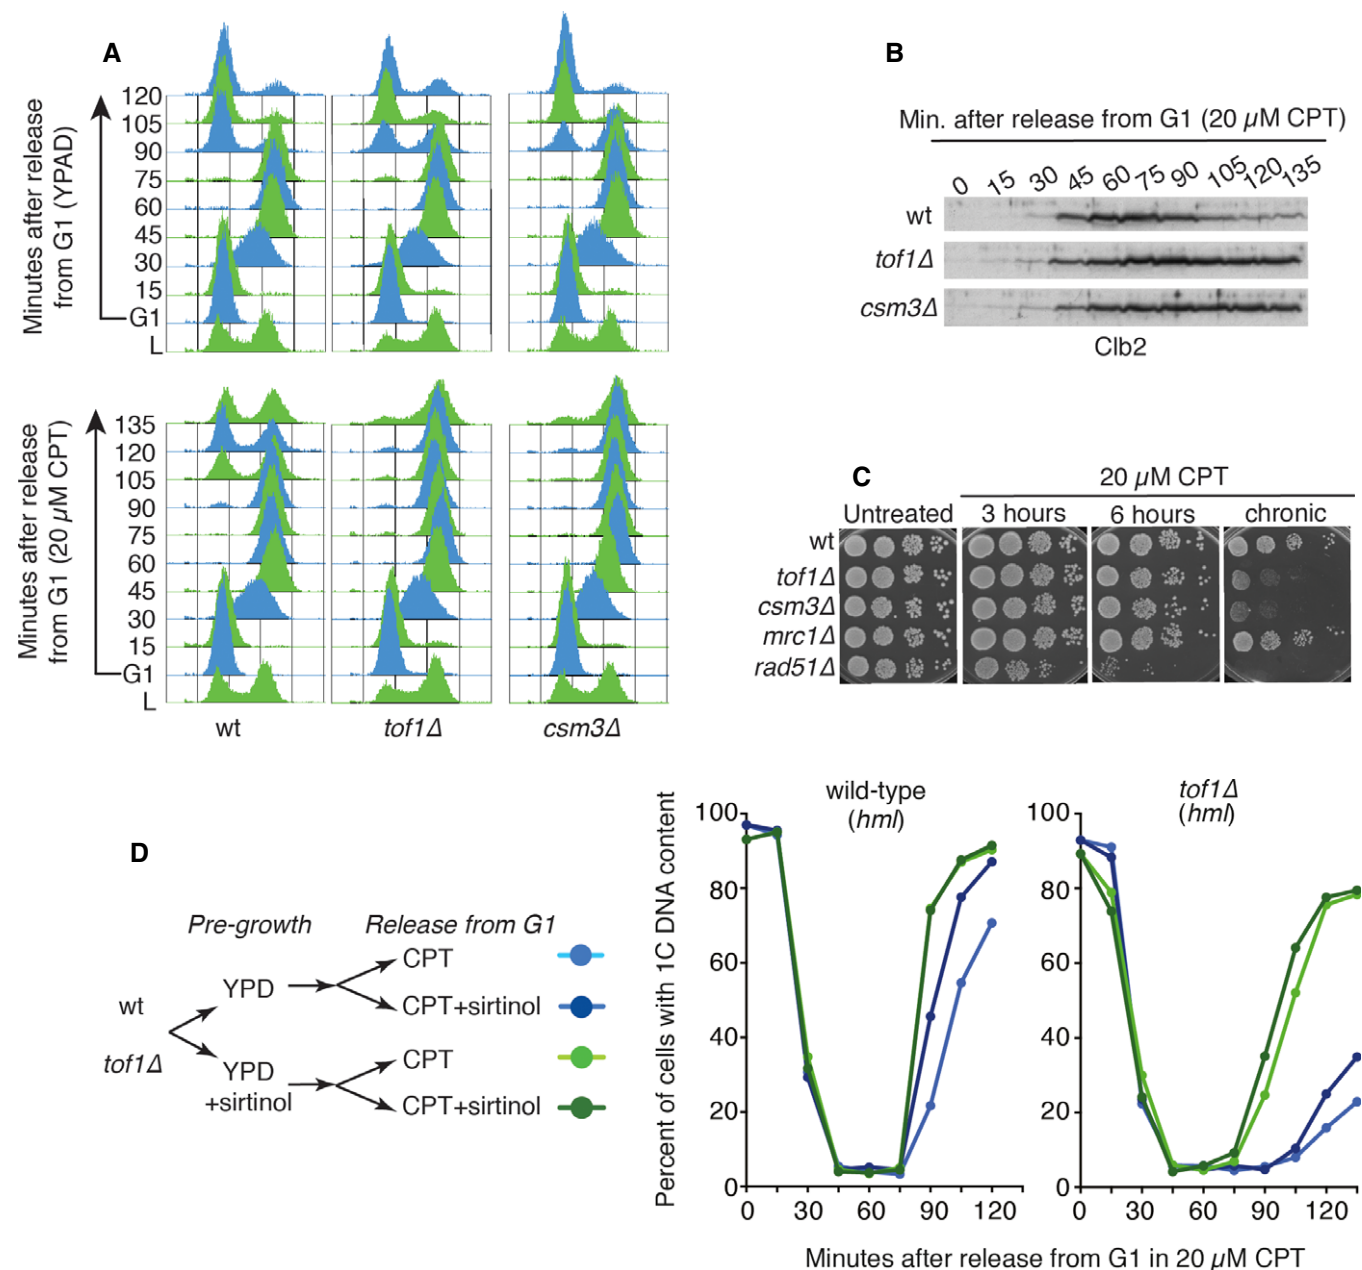 A
Minutes after release
from G1 (YPAD)
120
105
90
75
60
45
30
15
G1
L
Minutes after release
from G1 (20 µM CPT)
135
120
105
90
75
60
45
30
15
G1
L
wt
tof1Δ
csm3Δ
B
Min. after release from G1 (20 µM CPT)
0 15 30 45 60 75 90 105 120 135
wt
tof1Δ
csm3Δ
Clb2
C
20 µM CPT
Untreated 3 hours 6 hours chronic
wt
tof1Δ
csm3Δ
mrc1Δ
rad51Δ
D
Pre-growth Release from G1
wt
tof1Δ
YPD
CPT
CPT+sirtinol
YPD
+sirtinol
CPT
CPT+sirtinol
Percent of cells with 1C DNA content
wild-type
(hml)
100
80
60
40
20
0
0 30 60 90 120
tof1Δ
(hml)
100
80
60
40
20
0
0 30 60 90 120
Minutes after release from G1 in 20 µM CPT